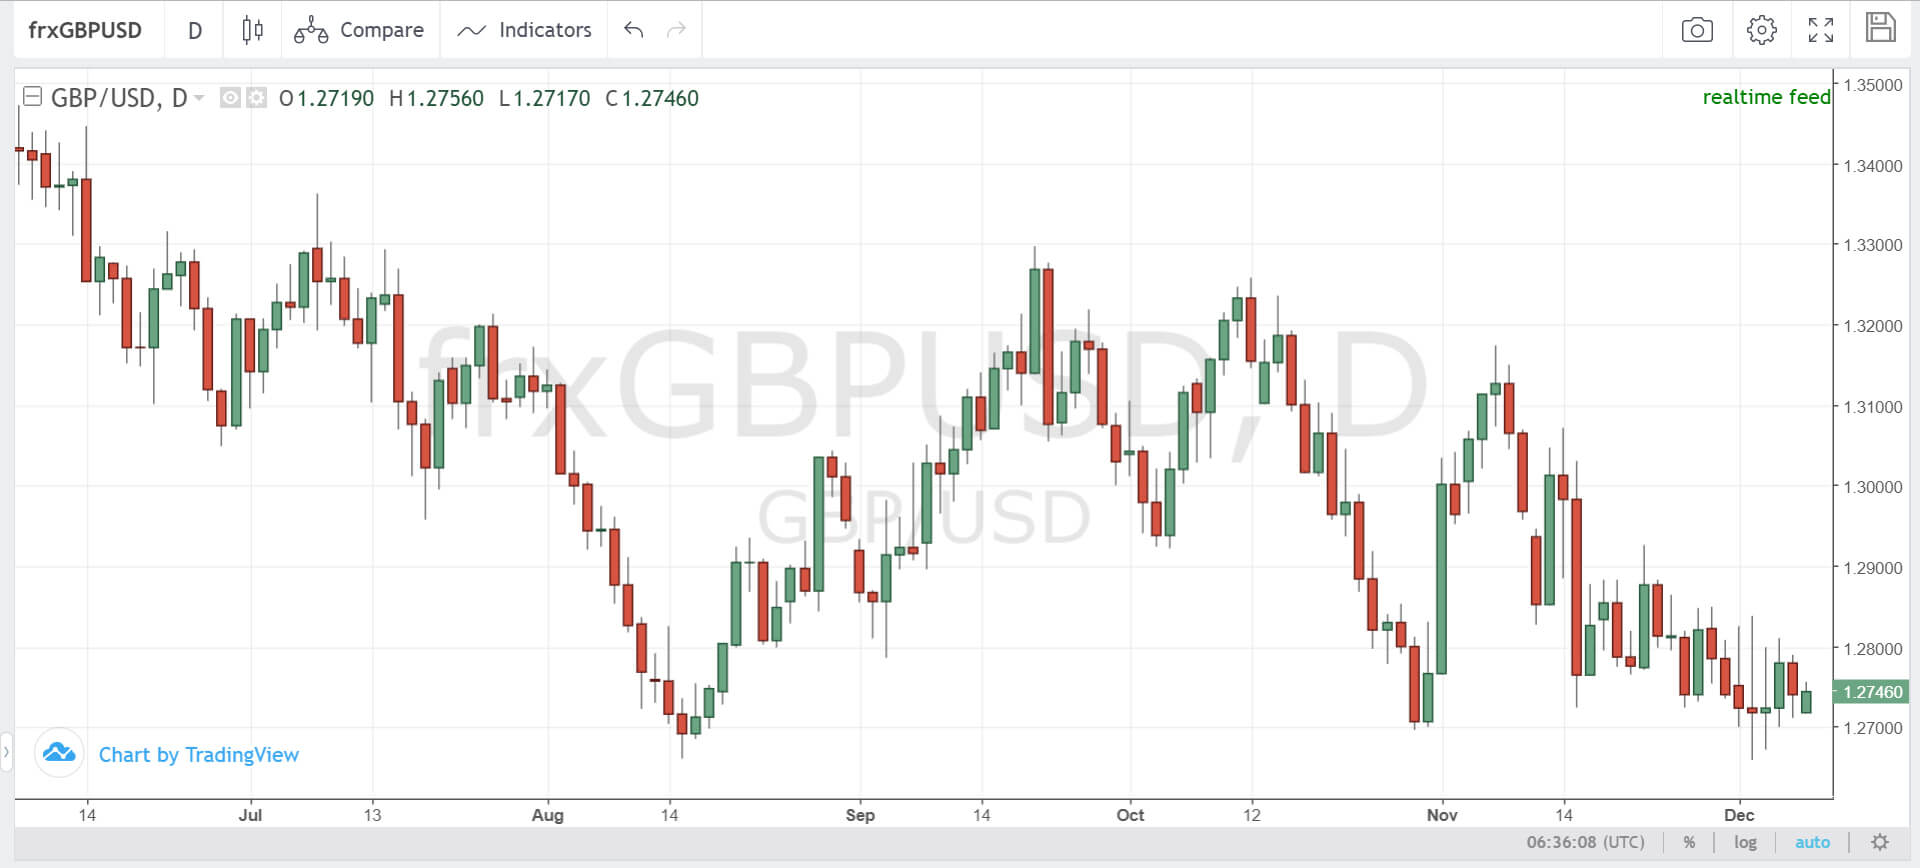 frxGBPUSD D Compare Indicators
GBP/USD, D O1.27190 H1.27560 L1.27170 C1.27460
realtime feed
1.35000
1.34000
1.33000
1.32000
1.31000
1.30000
1.29000
1.28000
1.27460
1.27000
frxGBPUSD, D
GBP/USD
Chart by TradingView
14 Jul 13 Aug 14 Sep 14 Oct 12 Nov 14 Dec
06:36:08 (UTC) % log auto